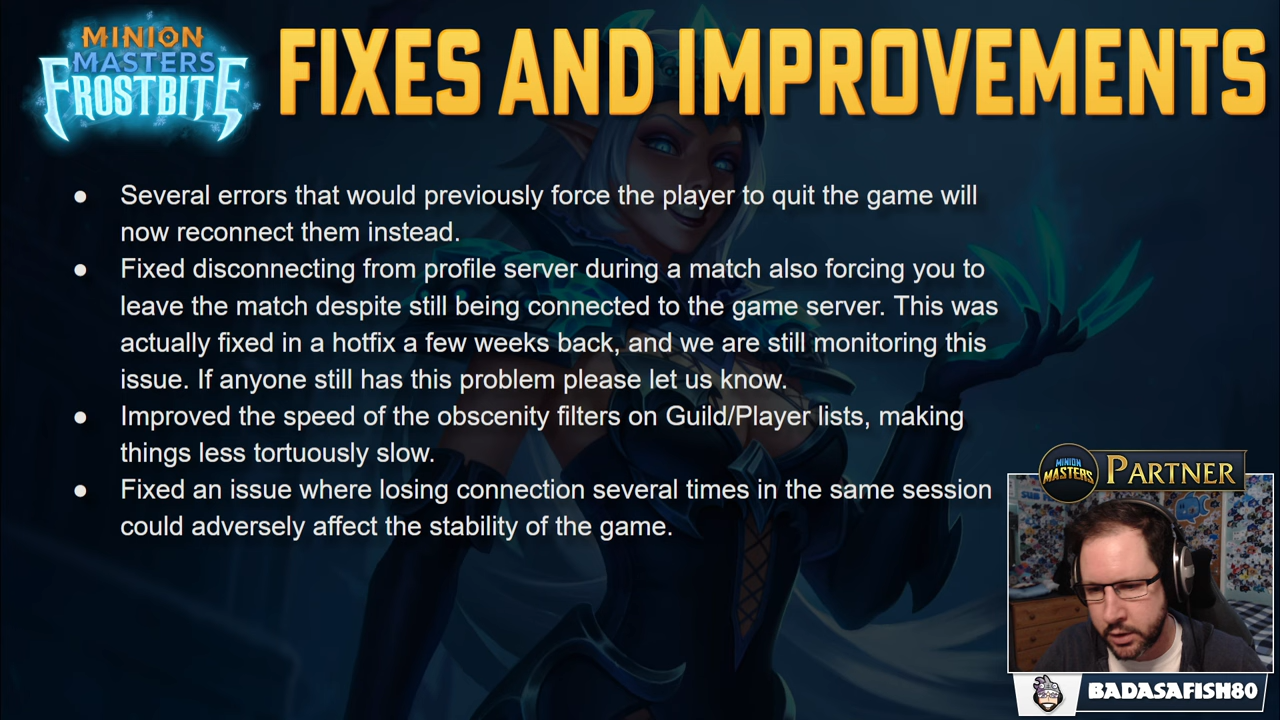 MINION
MASTERS
FROSTBITE
FIXES AND IMPROVEMENTS
● Several errors that would previously force the player to quit the game will
now reconnect them instead.
● Fixed disconnecting from profile server during a match also forcing you to
leave the match despite still being connected to the game server. This was
actually fixed in a hotfix a few weeks back, and we are still monitoring this
issue. If anyone still has this problem please let us know.
● Improved the speed of the obscenity filters on Guild/Player lists, making
things less tortuously slow.
● Fixed an issue where losing connection several times in the same session
could adversely affect the stability of the game.
MINION
MASTERS
PARTNER
BADASAFISH80